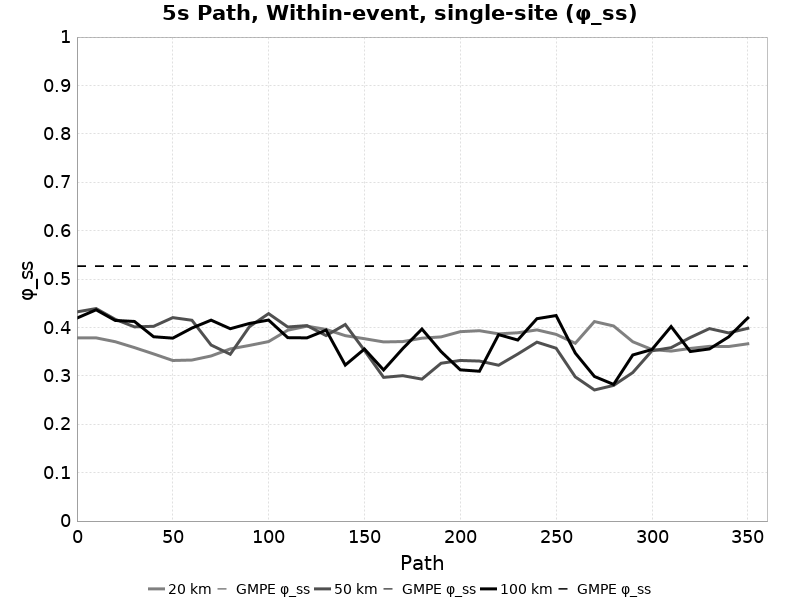 5s Path, Within-event, single-site (φ_ss)
1
0.9
0.8
0.7
0.6
0.5
0.4
0.3
0.2
0.1
0
φ_ss
0 50 100 150 200 250 300 350
Path
20 km GMPE φ_ss 50 km GMPE φ_ss 100 km GMPE φ_ss